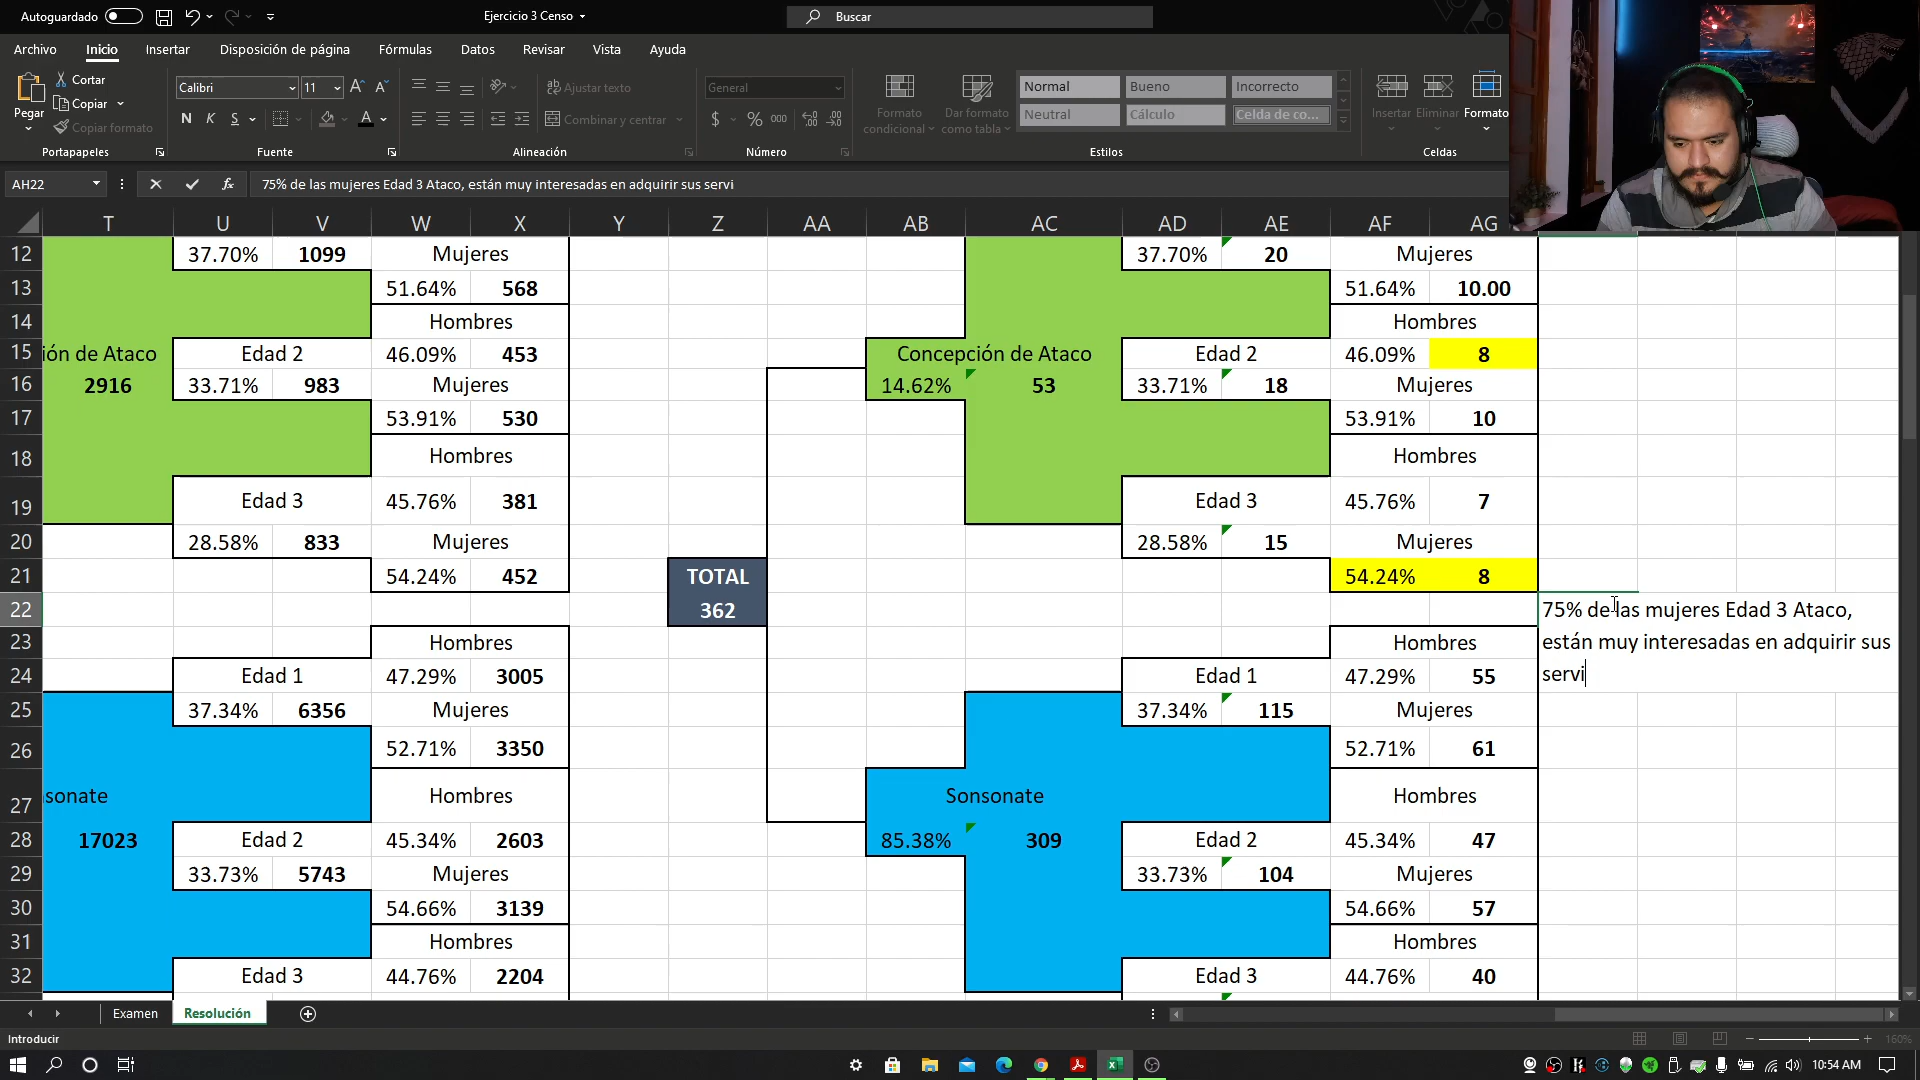 Autoguardado
Ejercicio 3 Censo
Buscar
Archivo Inicio Insertar Disposición de página Fórmulas Datos Revisar Vista Ayuda
Pegar
Cortar
Copiar
Copiar formato
Portapapeles
Calibri 11
N K S
Fuente
Ajustar texto
Combinar y centrar
Alineación
General
$ % 000
Número
Formato condicional
Dar formato como tabla
Normal Bueno Incorrecto
Neutral Cálculo Celda de co...
Estilos
Insertar Eliminar Formato
Celdas
AH22 fx 75% de las mujeres Edad 3 Ataco, están muy interesadas en adquirir sus servi
T U V W X Y Z AA AB AC AD AE AF AG
12 37.70% 1099 Mujeres 37.70% 20 Mujeres
13 51.64% 568 51.64% 10.00
14 Hombres Hombres
15 ión de Ataco Edad 2 46.09% 453 Concepción de Ataco Edad 2 46.09% 8
16 2916 33.71% 983 Mujeres 14.62% 53 33.71% 18 Mujeres
17 53.91% 530 53.91% 10
18 Hombres Hombres
19 Edad 3 45.76% 381 Edad 3 45.76% 7
20 28.58% 833 Mujeres 28.58% 15 Mujeres
21 54.24% 452 TOTAL 54.24% 8
22 362 75% de las mujeres Edad 3 Ataco,
23 Hombres Hombres están muy interesadas en adquirir sus
24 Edad 1 47.29% 3005 Edad 1 47.29% 55 servi
25 37.34% 6356 Mujeres 37.34% 115 Mujeres
26 52.71% 3350 52.71% 61
27 sonate Hombres Sonsonate Hombres
28 17023 Edad 2 45.34% 2603 85.38% 309 Edad 2 45.34% 47
29 33.73% 5743 Mujeres 33.73% 104 Mujeres
30 54.66% 3139 54.66% 57
31 Hombres Hombres
32 Edad 3 44.76% 2204 Edad 3 44.76% 40
Examen Resolución
Introducir
160%
10:54 AM